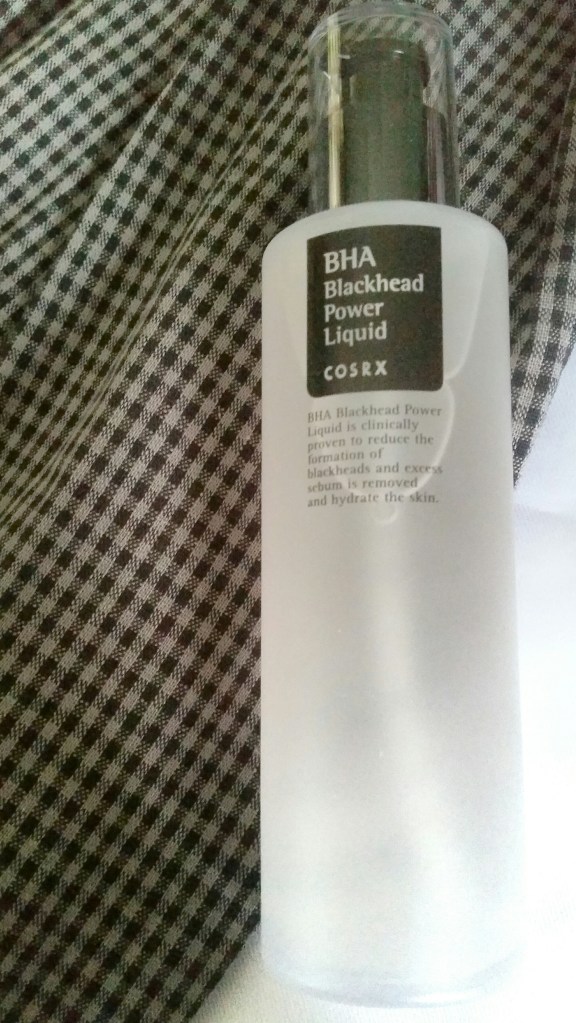 BHA
Blackhead
Power
Liquid
COSRX
BHA Blackhead Power
Liquid is clinically
proven to reduce the
formation of
blackheads and excess
sebum is removed
and hydrate the skin.